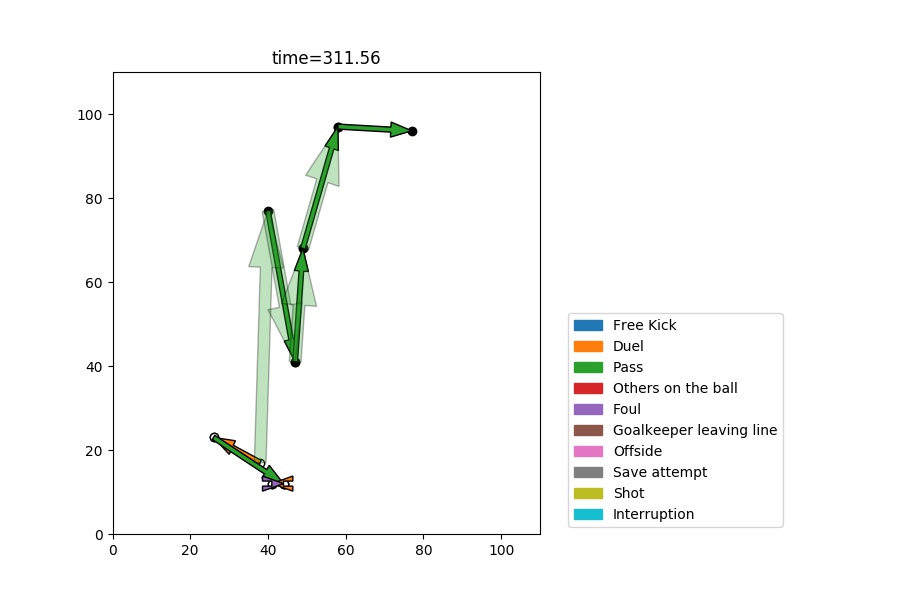 time=311.56
100
80
60
40
20
0
0 20 40 60 80 100
Free Kick
Duel
Pass
Others on the ball
Foul
Goalkeeper leaving line
Offside
Save attempt
Shot
Interruption